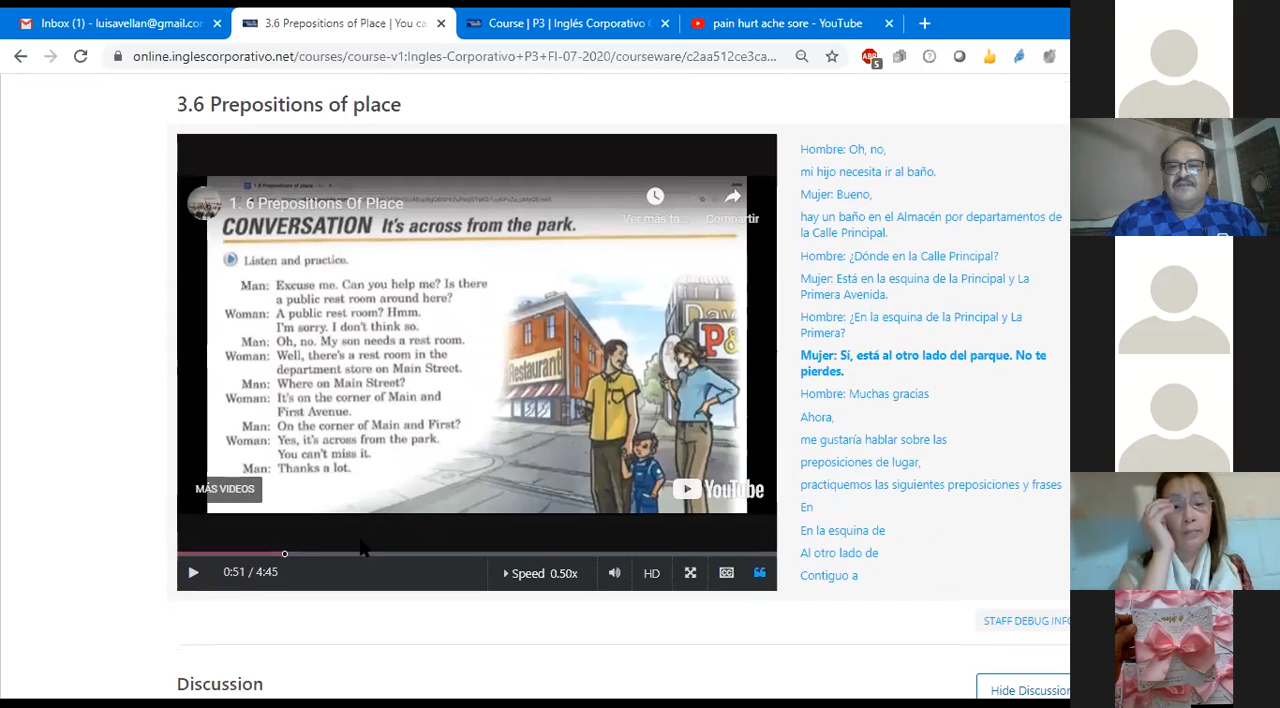 Inbox (1) - luisavellan@gmail.cor
3.6 Prepositions of Place | You ca
Course | P3 | Inglés Corporativo C
pain hurt ache sore - YouTube
online.inglescorporativo.net/courses/course-v1:Ingles-Corporativo+P3+FI-07-2020/courseware/c2aa512ce3ca...
ABP
5
3.6 Prepositions of place
1. 6 Prepositions Of Place
Ver más ta...
Compartir
CONVERSATION It's across from the park.
Listen and practice.
Man: Excuse me. Can you help me? Is there
a public rest room around here?
Woman: A public rest room? Hmm.
I'm sorry. I don't think so.
Man: Oh, no. My son needs a rest room.
Woman: Well, there's a rest room in the
department store on Main Street.
Man: Where on Main Street?
Woman: It's on the corner of Main and
First Avenue.
Man: On the corner of Main and First?
Woman: Yes, it's across from the park.
You can't miss it.
Man: Thanks a lot.
Restaurant
P&
MÁS VIDEOS
YouTube
0:51 / 4:45
Speed 0.50x
HD
Hombre: Oh, no,
mi hijo necesita ir al baño.
Mujer: Bueno,
hay un baño en el Almacén por departamentos de
la Calle Principal.
Hombre: ¿Dónde en la Calle Principal?
Mujer: Está en la esquina de la Principal y La
Primera Avenida.
Hombre: ¿En la esquina de la Principal y La
Primera?
Mujer: Sí, está al otro lado del parque. No te
pierdes.
Hombre: Muchas gracias
Ahora,
me gustaría hablar sobre las
preposiciones de lugar,
practiquemos las siguientes preposiciones y frases
En
En la esquina de
Al otro lado de
Contiguo a
STAFF DEBUG INFO
Discussion
Hide Discussion